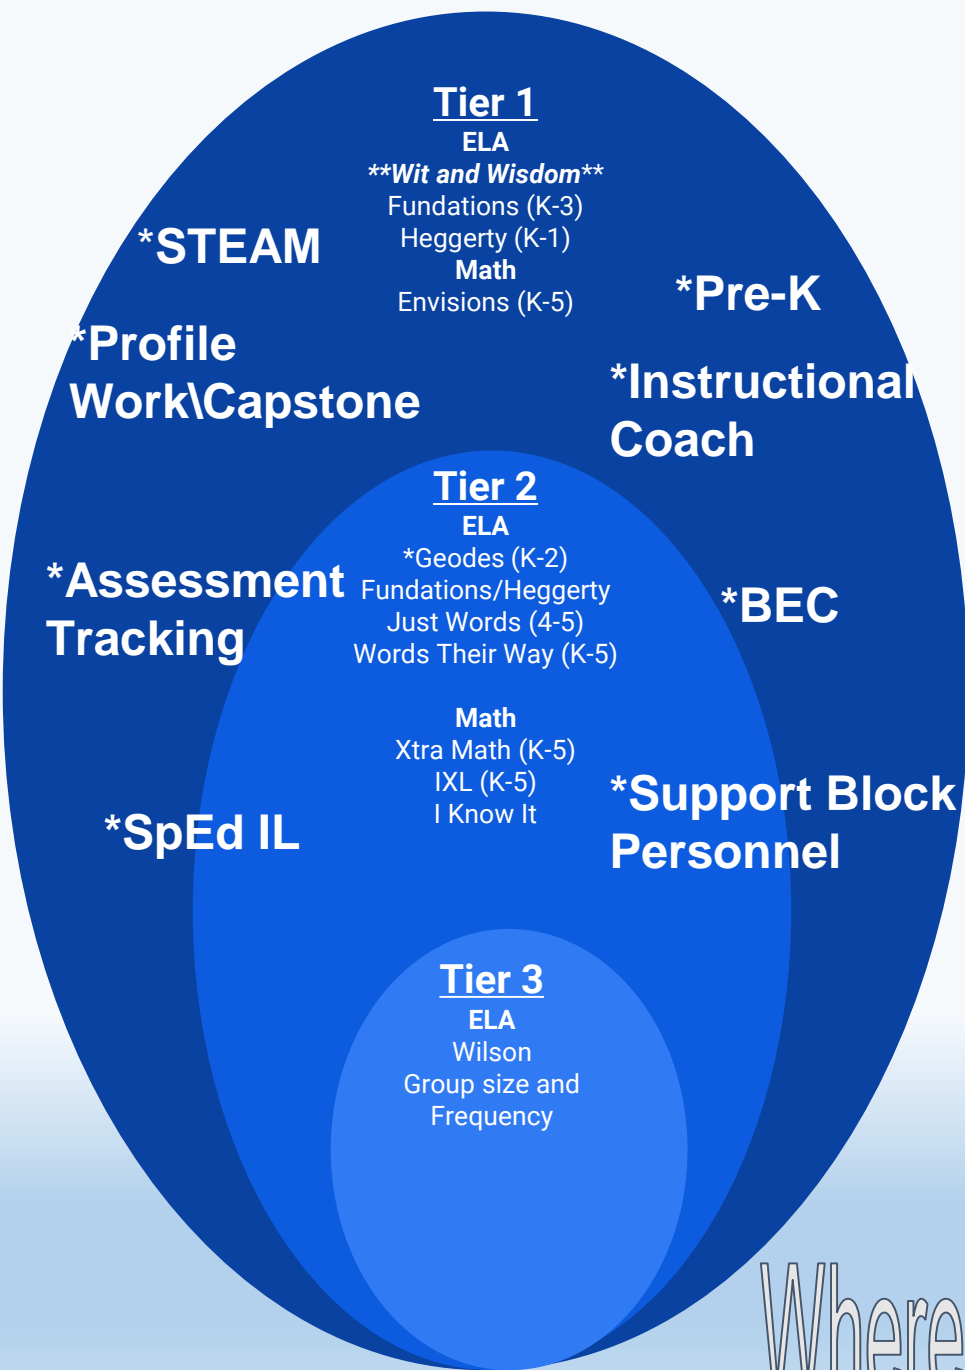 Tier 1
ELA
**Wit and Wisdom**
Fundations (K-3)
Heggerty (K-1)
Math
Envisions (K-5)
*STEAM
*Pre-K
*Profile
Work\Capstone
*Instructional
Coach
Tier 2
ELA
*Geodes (K-2)
Fundations/Heggerty
Just Words (4-5)
Words Their Way (K-5)
Math
Xtra Math (K-5)
IXL (K-5)
I Know It
*Assessment
Tracking
*BEC
*SpEd IL
*Support Block
Personnel
Tier 3
ELA
Wilson
Group size and
Frequency
Where